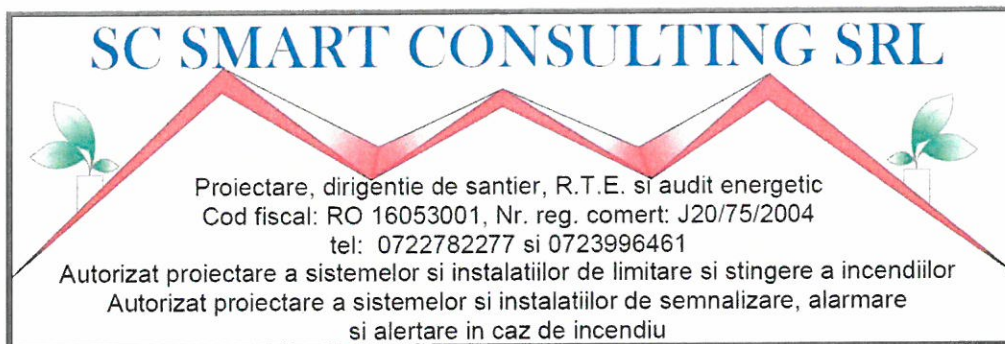 SC SMART CONSULTING SRL
Proiectare, dirigentie de santier, R.T.E. si audit energetic
Cod fiscal: RO 16053001, Nr. reg. comert: J20/75/2004
tel: 0722782277 si 0723996461
Autorizat proiectare a sistemelor si instalatiilor de limitare si stingere a incendiilor
Autorizat proiectare a sistemelor si instalatiilor de semnalizare, alarmare
si alertare in caz de incendiu